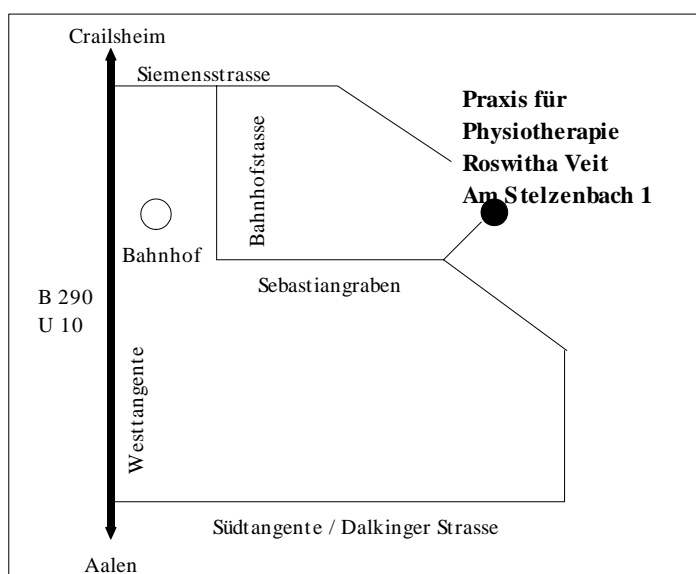 Crailsheim
Siemensstrasse
Praxis für
Physiotherapie
Roswitha Veit
Am Stelzenbach 1
Bahnhofstasse
Bahnhof
Sebastiangraben
B 290
U 10
Westtangente
Südtangente / Dalkinger Strasse
Aalen